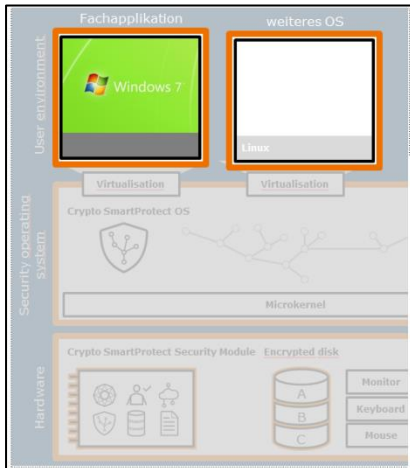 Fachapplikation
weiteres OS
User environment
Windows 7
Linux
Virtualisation
Virtualisation
Security operating
system
Crypto SmartProtect OS
Microkernel
Hardware
Crypto SmartProtect Security Module
Encrypted disk
A
B
C
Monitor
Keyboard
Mouse